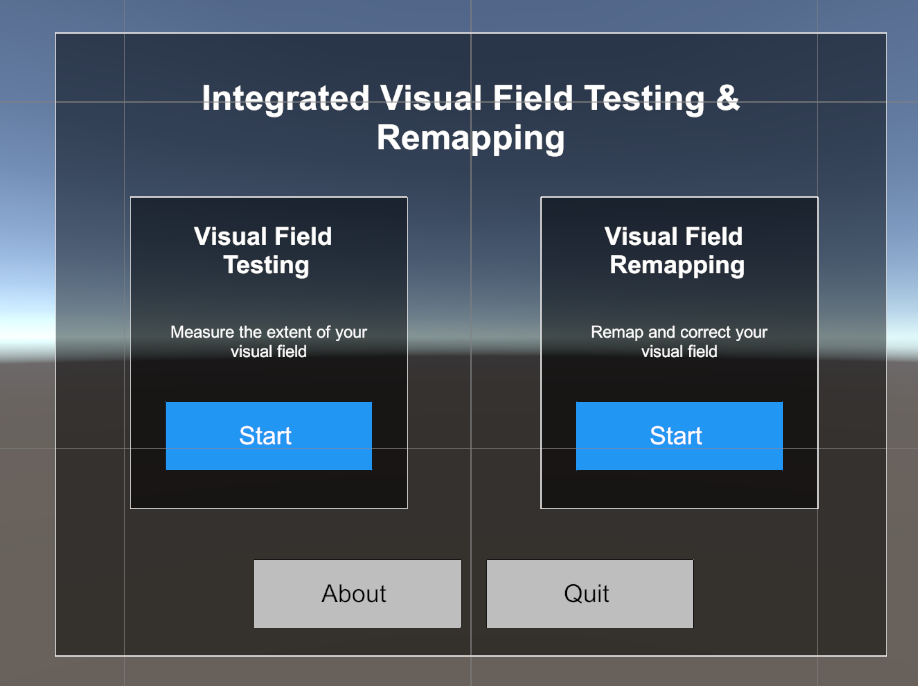 Integrated Visual Field Testing &
Remapping
Visual Field
Testing
Measure the extent of your
visual field
Start
Visual Field
Remapping
Remap and correct your
visual field
Start
About
Quit